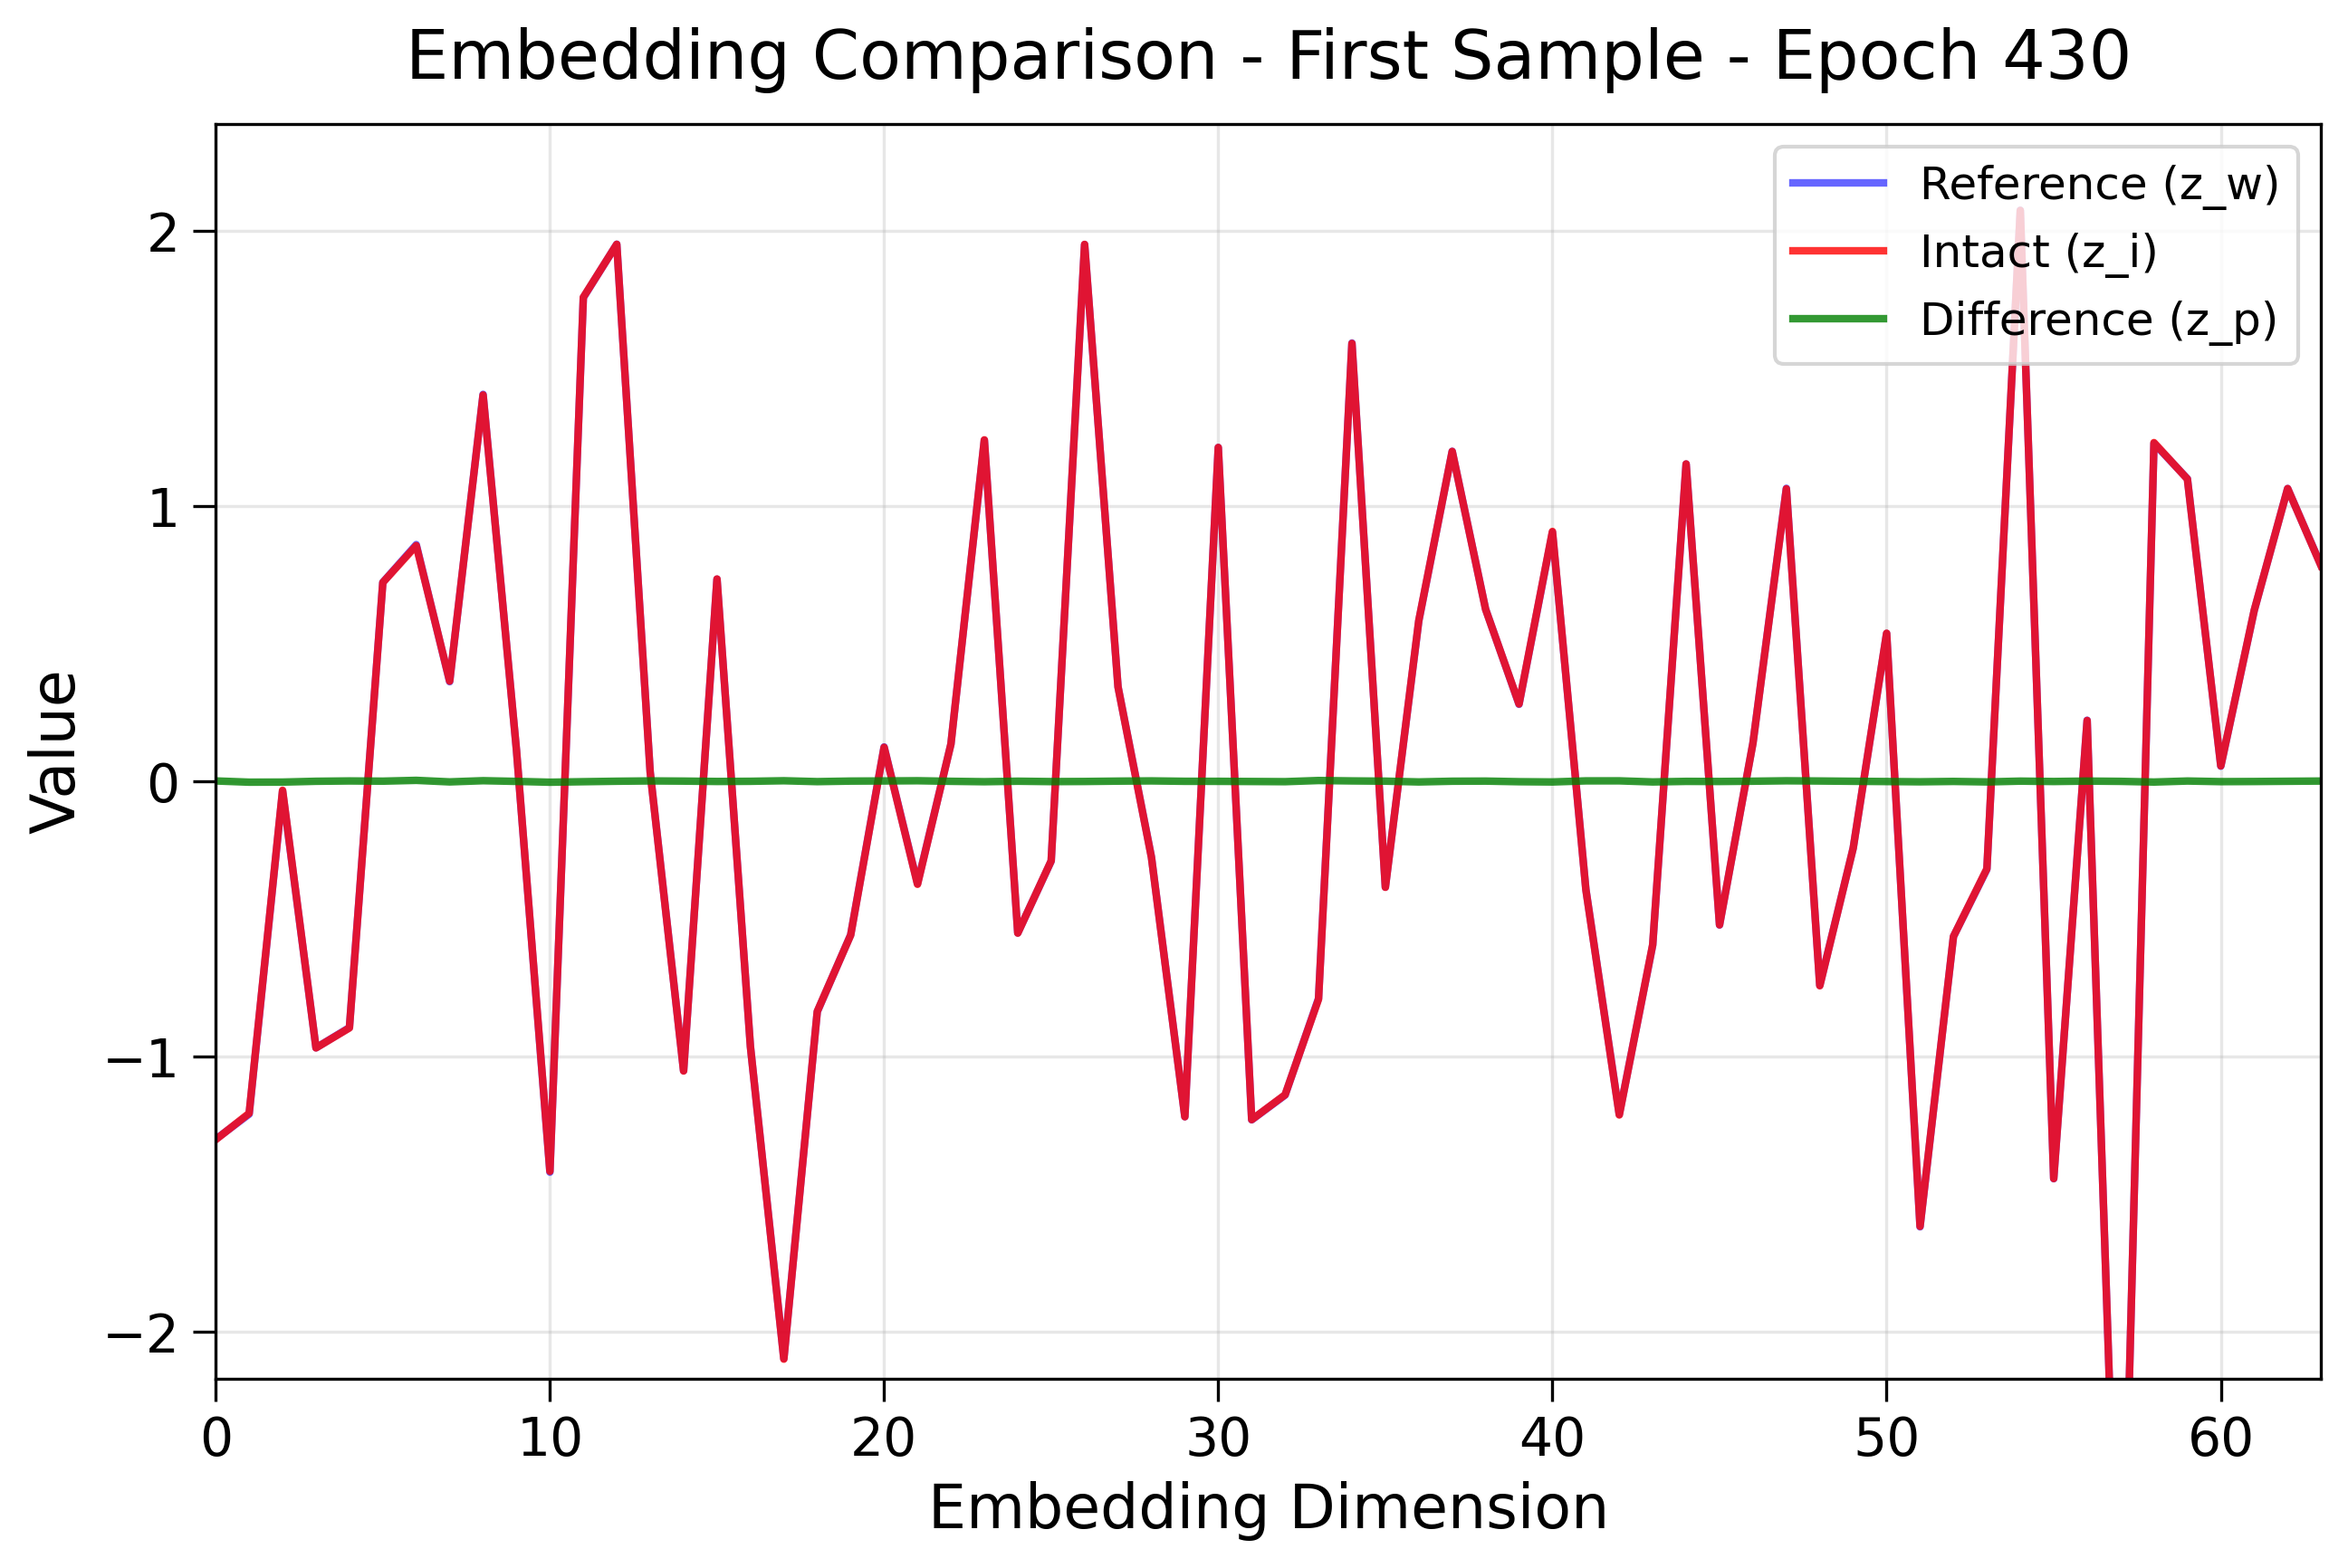 Embedding Comparison - First Sample - Epoch 430
Reference (z_w)
Intact (z_i)
Difference (z_p)
Value
2
1
0
−1
−2
0 10 20 30 40 50 60
Embedding Dimension